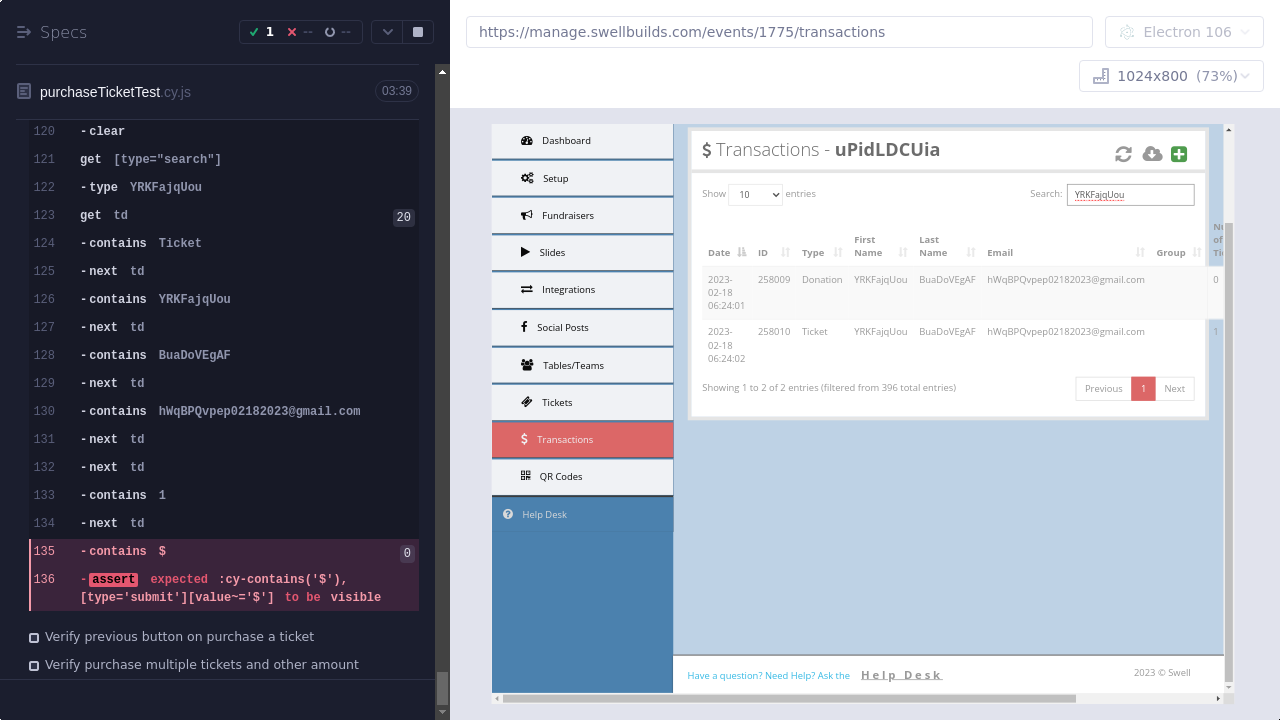 Specs
1
--
--
purchaseTicketTest.cy.js
03:39
120 -clear
121 get [type="search"]
122 -type YRKFajqUou
123 get td 20
124 -contains Ticket
125 -next td
126 -contains YRKFajqUou
127 -next td
128 -contains BuaDoVEgAF
129 -next td
130 -contains hWqBPQvpep02182023@gmail.com
131 -next td
132 -next td
133 -contains 1
134 -next td
135 -contains $ 0
136 -assert expected :cy-contains('$'),
[type='submit'][value~='$'] to be visible
Verify previous button on purchase a ticket
Verify purchase multiple tickets and other amount
https://manage.swellbuilds.com/events/1775/transactions
Electron 106
1024x800 (73%)
Dashboard
Setup
Fundraisers
Slides
Integrations
Social Posts
Tables/Teams
Tickets
Transactions
QR Codes
Help Desk
$ Transactions - uPidLDCUia
Show 10 entries
Search: YRKFajqUou
Date ID Type First Name Last Name Email Group
2023-02-18 06:24:01 258009 Donation YRKFajqUou BuaDoVEgAF hWqBPQvpep02182023@gmail.com 0
2023-02-18 06:24:02 258010 Ticket YRKFajqUou BuaDoVEgAF hWqBPQvpep02182023@gmail.com 1
Showing 1 to 2 of 2 entries (filtered from 396 total entries)
Previous 1 Next
Have a question? Need Help? Ask the Help Desk
2023 © Swell